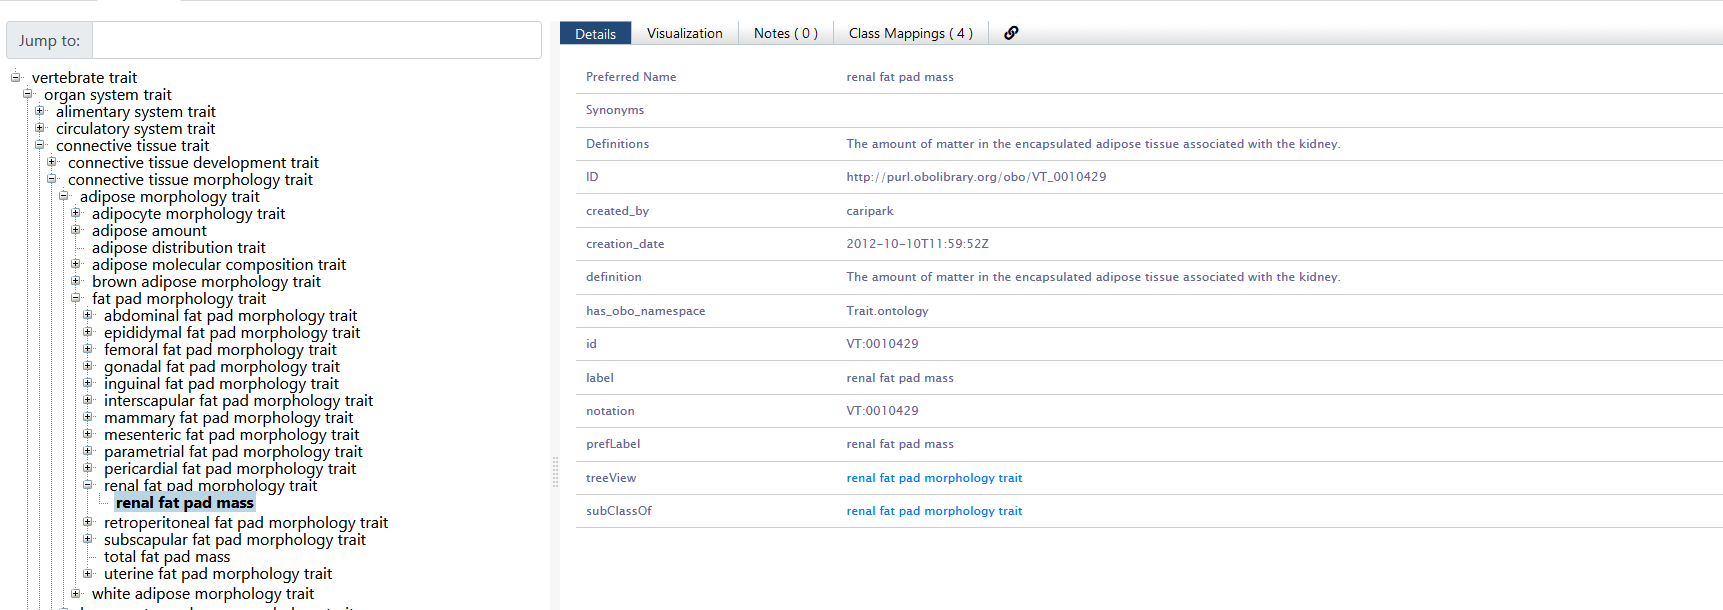 Jump to:
vertebrate trait
organ system trait
alimentary system trait
circulatory system trait
connective tissue trait
connective tissue development trait
connective tissue morphology trait
adipose morphology trait
adipocyte morphology trait
adipose amount
adipose distribution trait
adipose molecular composition trait
brown adipose morphology trait
fat pad morphology trait
abdominal fat pad morphology trait
epididymal fat pad morphology trait
femoral fat pad morphology trait
gonadal fat pad morphology trait
inguinal fat pad morphology trait
interscapular fat pad morphology trait
mammary fat pad morphology trait
mesenteric fat pad morphology trait
parametrial fat pad morphology trait
pericardial fat pad morphology trait
renal fat pad morphology trait
renal fat pad mass
retroperitoneal fat pad morphology trait
subscapular fat pad morphology trait
total fat pad mass
uterine fat pad morphology trait
white adipose morphology trait
Details Visualization Notes ( 0 ) Class Mappings ( 4 )
Preferred Name renal fat pad mass
Synonyms
Definitions The amount of matter in the encapsulated adipose tissue associated with the kidney.
ID http://purl.obolibrary.org/obo/VT_0010429
created_by caripark
creation_date 2012-10-10T11:59:52Z
definition The amount of matter in the encapsulated adipose tissue associated with the kidney.
has_obo_namespace Trait.ontology
id VT:0010429
label renal fat pad mass
notation VT:0010429
prefLabel renal fat pad mass
treeView renal fat pad morphology trait
subClassOf renal fat pad morphology trait